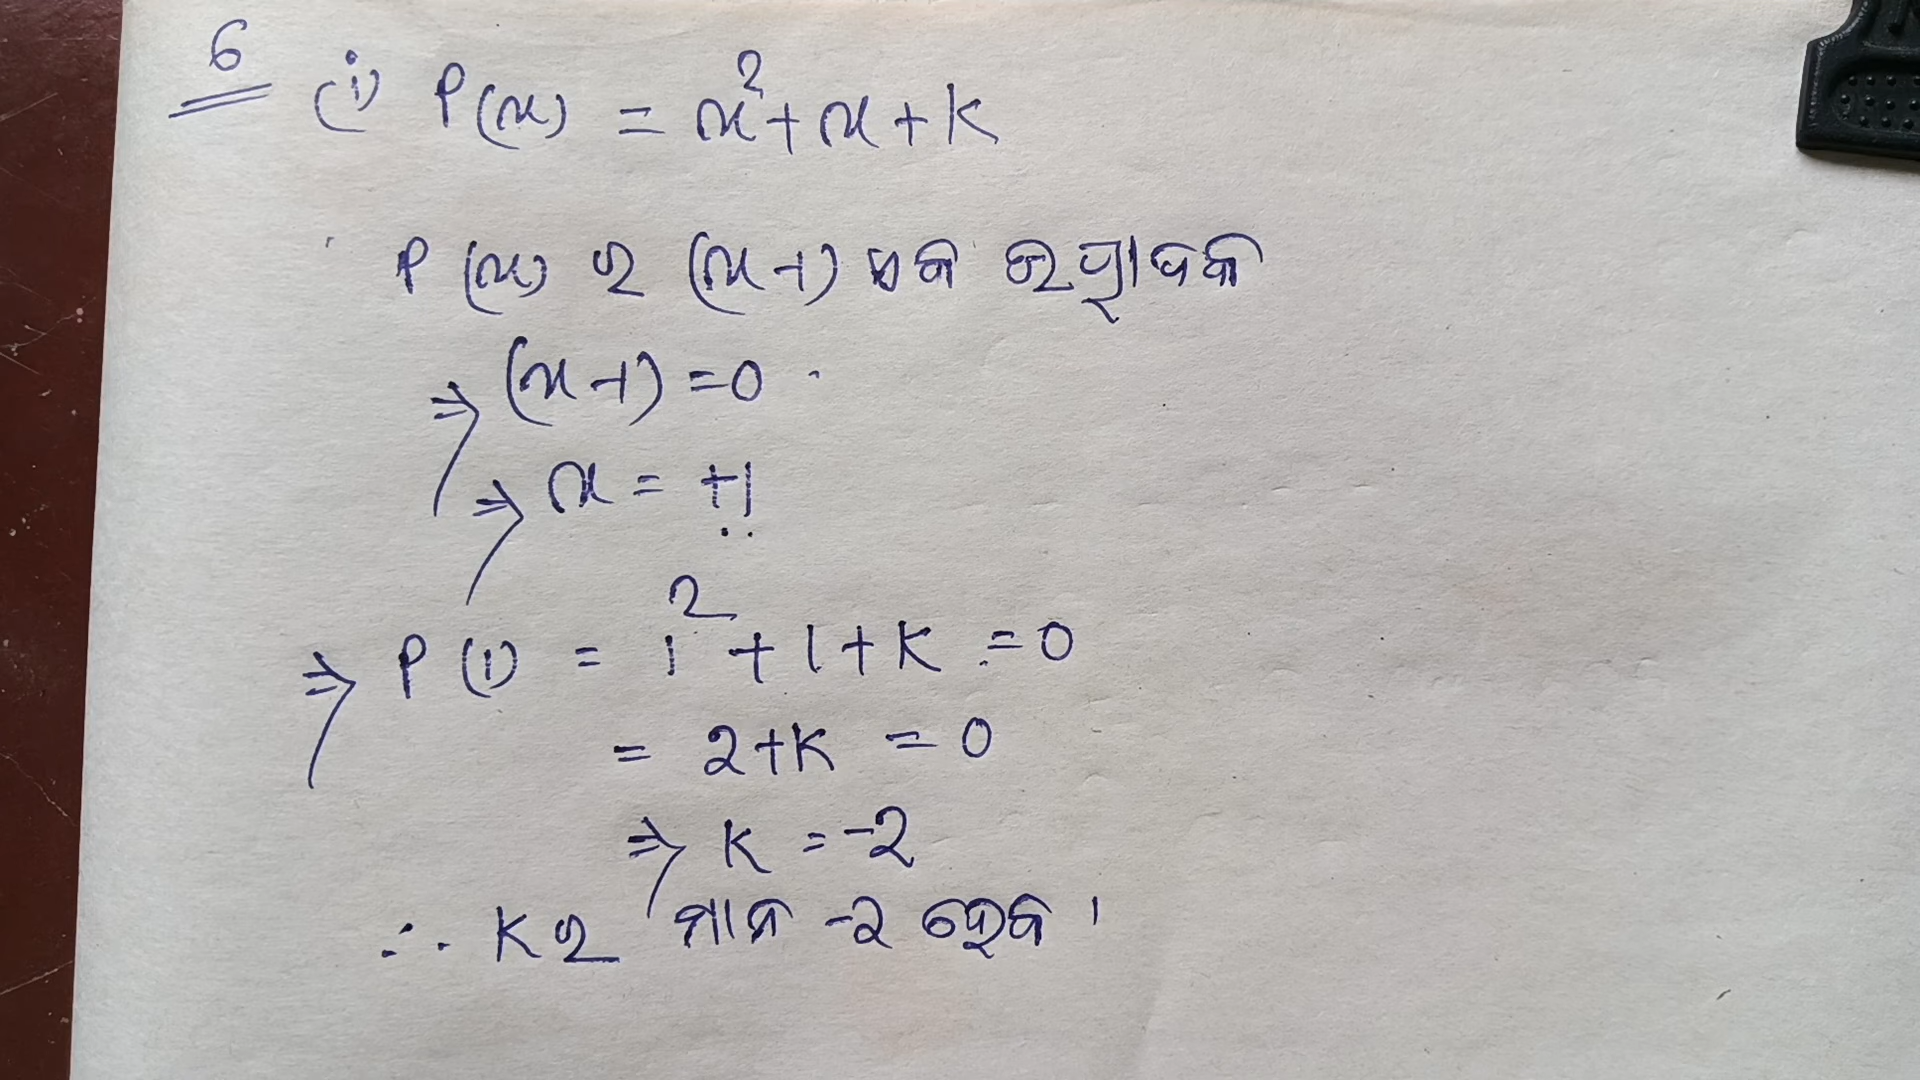 6 (i) P(x) = x² + x + k
P(x) ର (x-1) ଏକ ଉତ୍ପାଦକ
⇒ (x-1) = 0
⇒ x = +1
⇒ P(1) = 1² + 1 + k = 0
= 2 + k = 0
⇒ k = -2
∴ k ର ମାନ -2 ହେବ ।